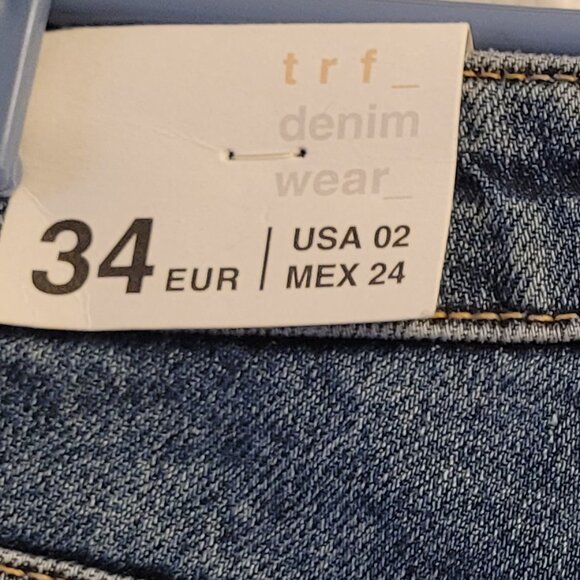 trf_
denim
wear_
34 EUR | USA 02
MEX 24